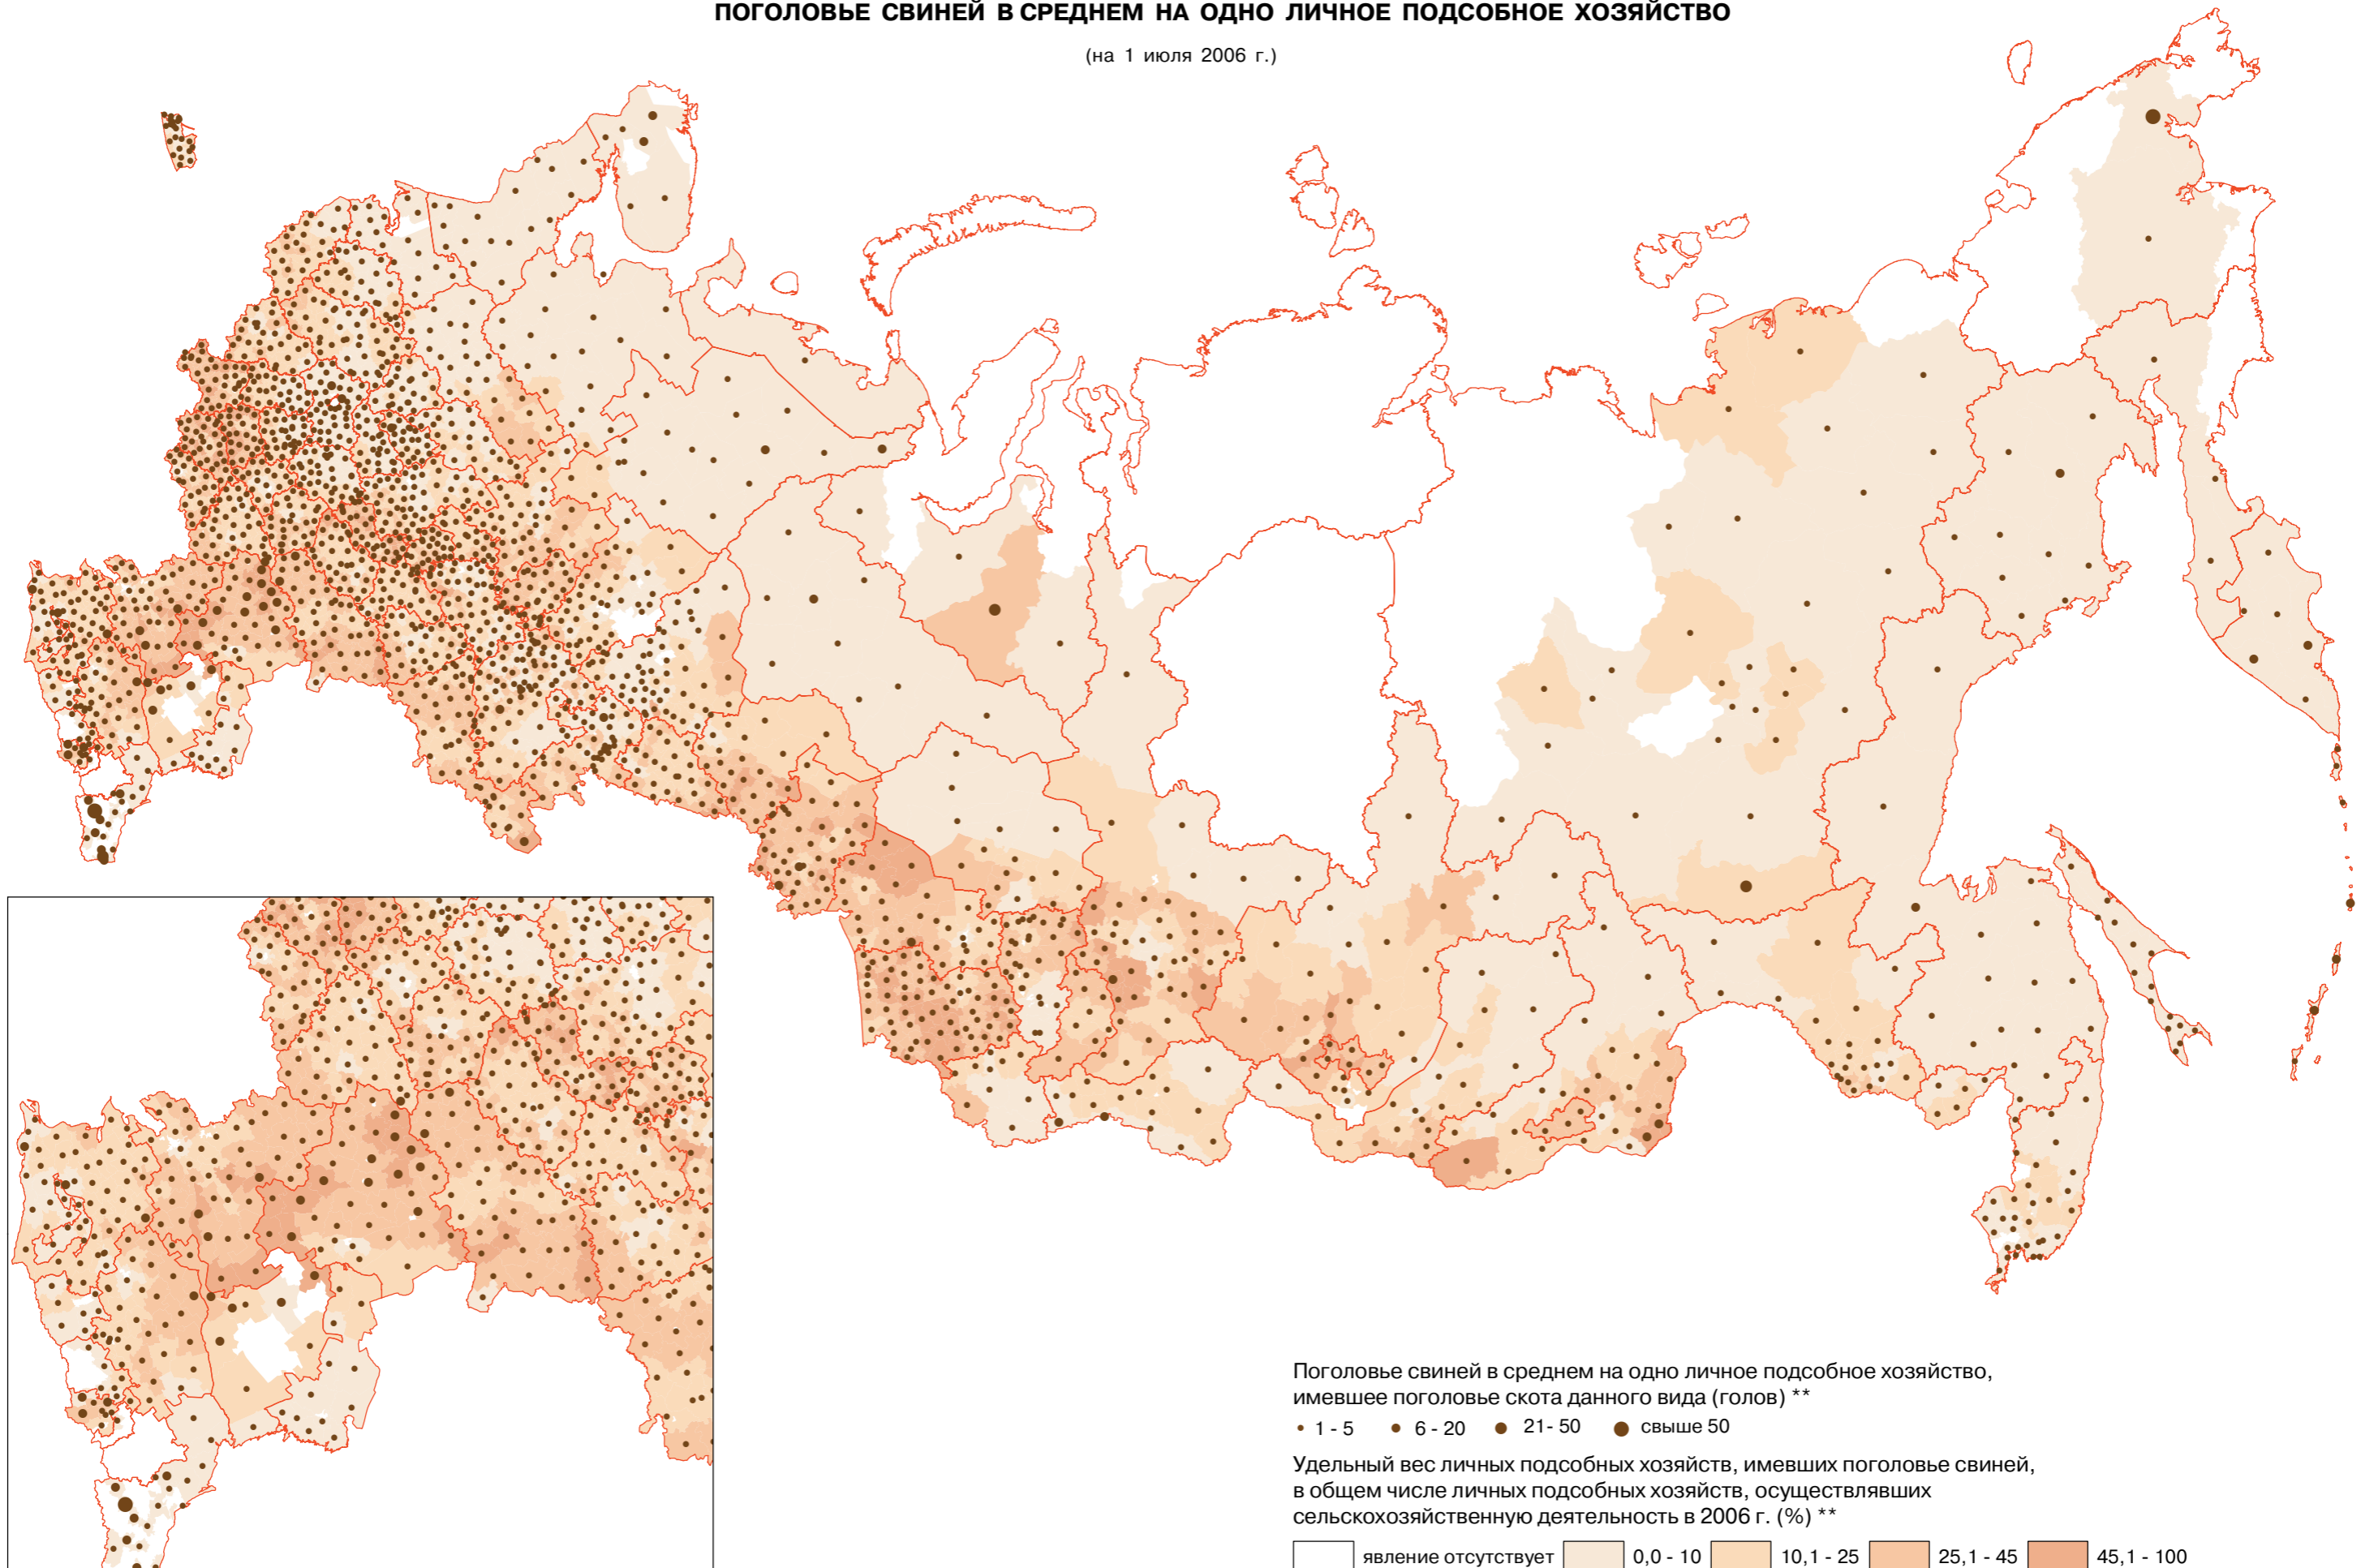 ПОГОЛОВЬЕ СВИНЕЙ В СРЕДНЕМ НА ОДНО ЛИЧНОЕ ПОДСОБНОЕ ХОЗЯЙСТВО
(на 1 июля 2006 г.)
Поголовье свиней в среднем на одно личное подсобное хозяйство,
имевшее поголовье скота данного вида (голов) **
1 - 5 6 - 20 21- 50 свыше 50
Удельный вес личных подсобных хозяйств, имевших поголовье свиней,
в общем числе личных подсобных хозяйств, осуществлявших
сельскохозяйственную деятельность в 2006 г. (%) **
явление отсутствует 0,0 - 10 10,1 - 25 25,1 - 45 45,1 - 100